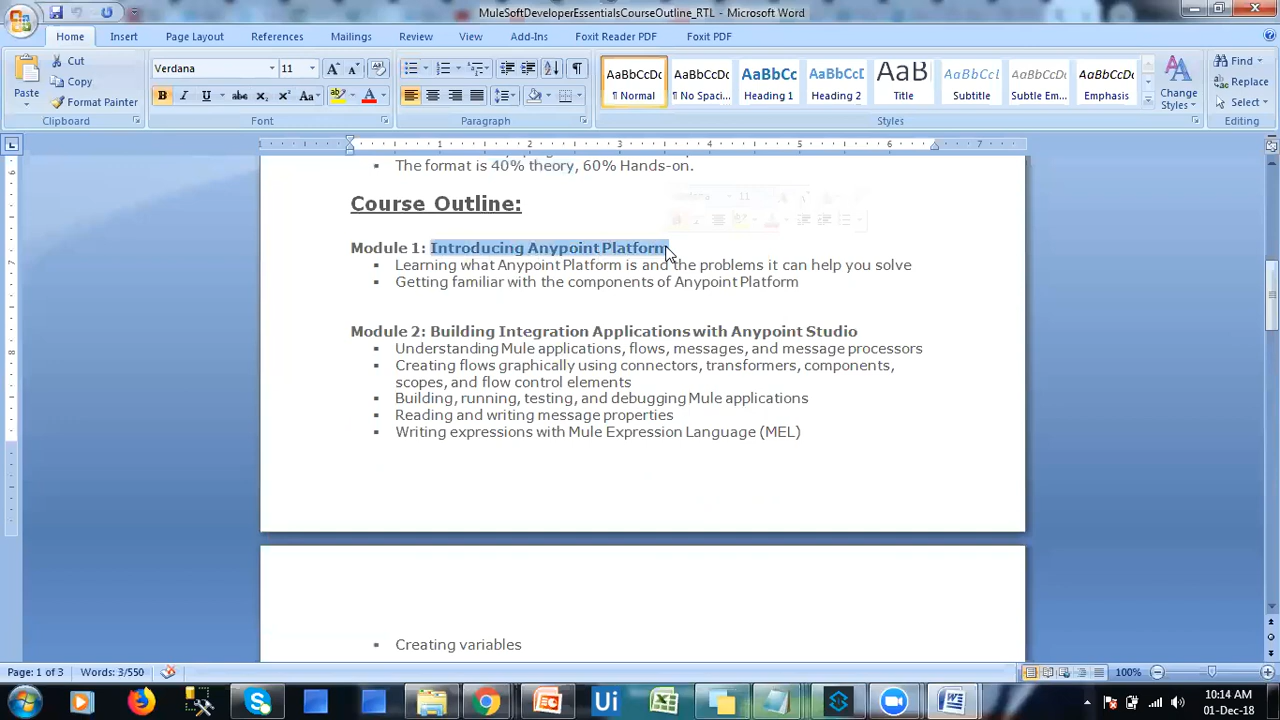 MuleSoftDeveloperEssentialsCourseOutline_RTL - Microsoft Word
Home Insert Page Layout References Mailings Review View Add-Ins Foxit Reader PDF Foxit PDF
Paste
Cut
Copy
Format Painter
Clipboard
Verdana 11
Font
Paragraph
AaBbCcDc AaBbCcDc AaBbCc AaBbCc AaB AaBbCcI AaBbCcDc AaBbCcDc
¶ Normal ¶ No Spaci... Heading 1 Heading 2 Title Subtitle Subtle Em... Emphasis
Change Styles
Styles
Find
Replace
Select
Editing
The format is 40% theory, 60% Hands-on.
Course Outline:
Module 1: Introducing Anypoint Platform
▪ Learning what Anypoint Platform is and the problems it can help you solve
▪ Getting familiar with the components of Anypoint Platform
Module 2: Building Integration Applications with Anypoint Studio
▪ Understanding Mule applications, flows, messages, and message processors
▪ Creating flows graphically using connectors, transformers, components,
scopes, and flow control elements
▪ Building, running, testing, and debugging Mule applications
▪ Reading and writing message properties
▪ Writing expressions with Mule Expression Language (MEL)
▪ Creating variables
Page: 1 of 3 Words: 3/550 100%
10:14 AM
01-Dec-18